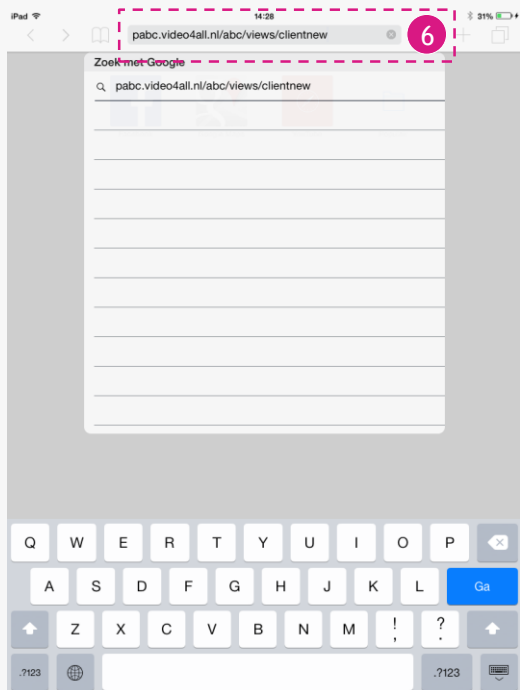 iPad 14:28 31%
pabc.video4all.nl/abc/views/clientnew
6
Zoek met Google
pabc.video4all.nl/abc/views/clientnew
Q W E R T Y U I O P
A S D F G H J K L Ga
Z X C V B N M ! , ? .
.?123 .?123